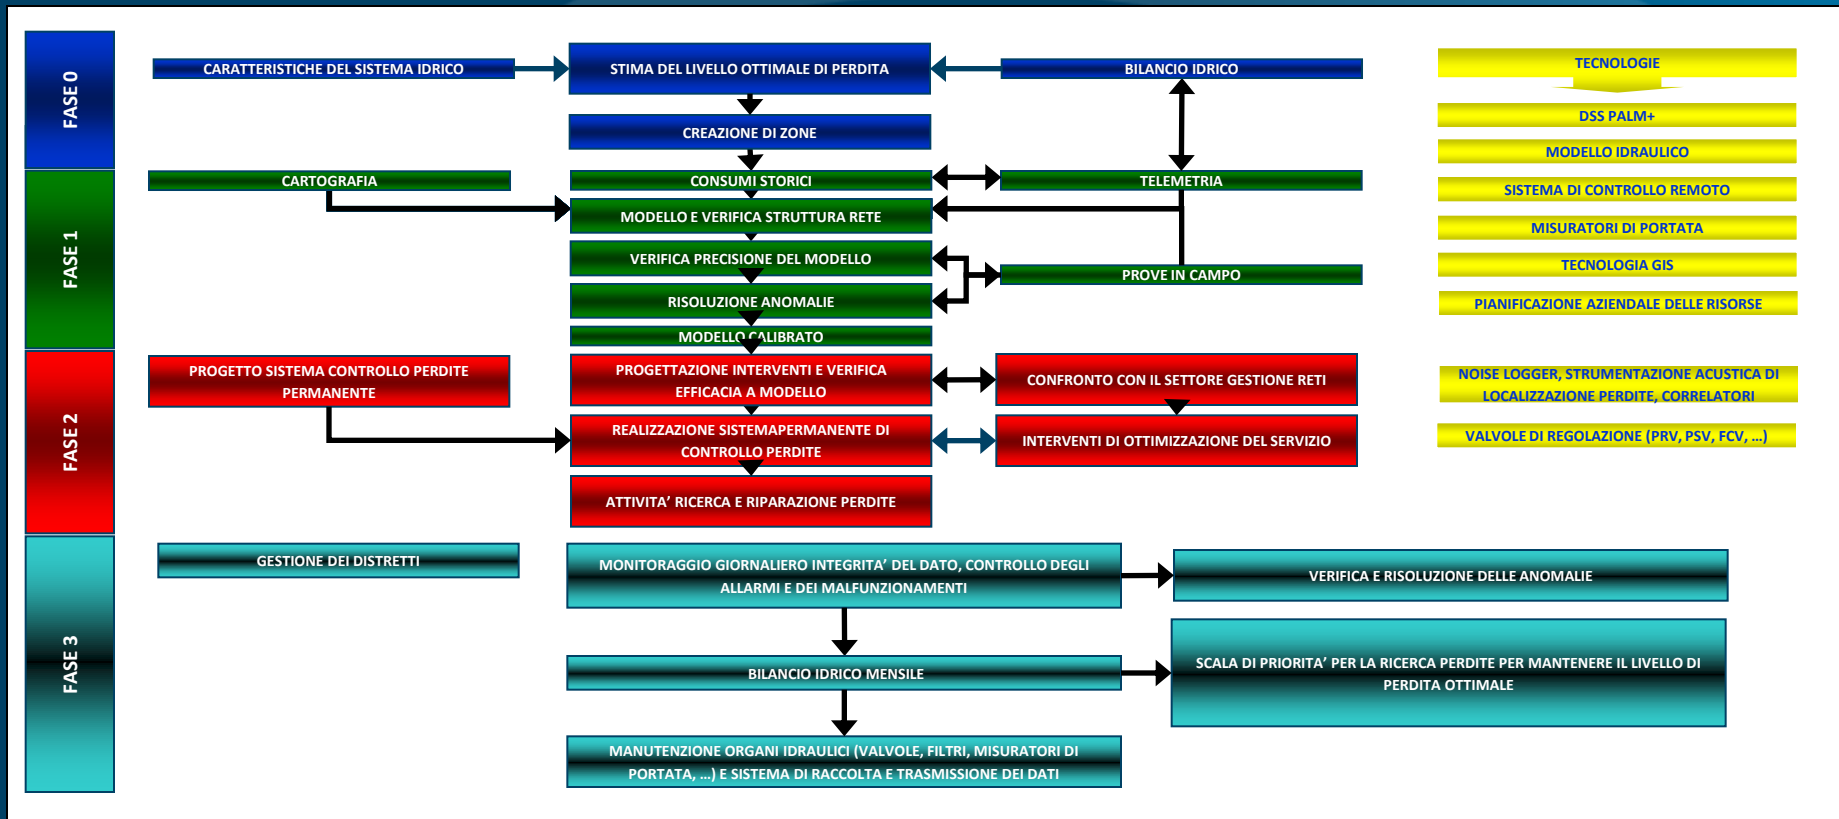 FASE 0
CARATTERISTICHE DEL SISTEMA IDRICO
STIMA DEL LIVELLO OTTIMALE DI PERDITA
BILANCIO IDRICO
CREAZIONE DI ZONE
FASE 1
CARTOGRAFIA
CONSUMI STORICI
TELEMETRIA
MODELLO E VERIFICA STRUTTURA RETE
VERIFICA PRECISIONE DEL MODELLO
PROVE IN CAMPO
RISOLUZIONE ANOMALIE
MODELLO CALIBRATO
FASE 2
PROGETTO SISTEMA CONTROLLO PERDITE
PERMANENTE
PROGETTAZIONE INTERVENTI E VERIFICA
EFFICACIA A MODELLO
CONFRONTO CON IL SETTORE GESTIONE RETI
REALIZZAZIONE SISTEMAPERMANENTE DI
CONTROLLO PERDITE
INTERVENTI DI OTTIMIZZAZIONE DEL SERVIZIO
ATTIVITA’ RICERCA E RIPARAZIONE PERDITE
FASE 3
GESTIONE DEI DISTRETTI
MONITORAGGIO GIORNALIERO INTEGRITA’ DEL DATO, CONTROLLO DEGLI
ALLARMI E DEI MALFUNZIONAMENTI
VERIFICA E RISOLUZIONE DELLE ANOMALIE
BILANCIO IDRICO MENSILE
SCALA DI PRIORITA’ PER LA RICERCA PERDITE PER MANTENERE IL LIVELLO DI
PERDITA OTTIMALE
MANUTENZIONE ORGANI IDRAULICI (VALVOLE, FILTRI, MISURATORI DI
PORTATA, …) E SISTEMA DI RACCOLTA E TRASMISSIONE DEI DATI
TECNOLOGIE
DSS PALM+
MODELLO IDRAULICO
SISTEMA DI CONTROLLO REMOTO
MISURATORI DI PORTATA
TECNOLOGIA GIS
PIANIFICAZIONE AZIENDALE DELLE RISORSE
NOISE LOGGER, STRUMENTAZIONE ACUSTICA DI
LOCALIZZAZIONE PERDITE, CORRELATORI
VALVOLE DI REGOLAZIONE (PRV, PSV, FCV, …)